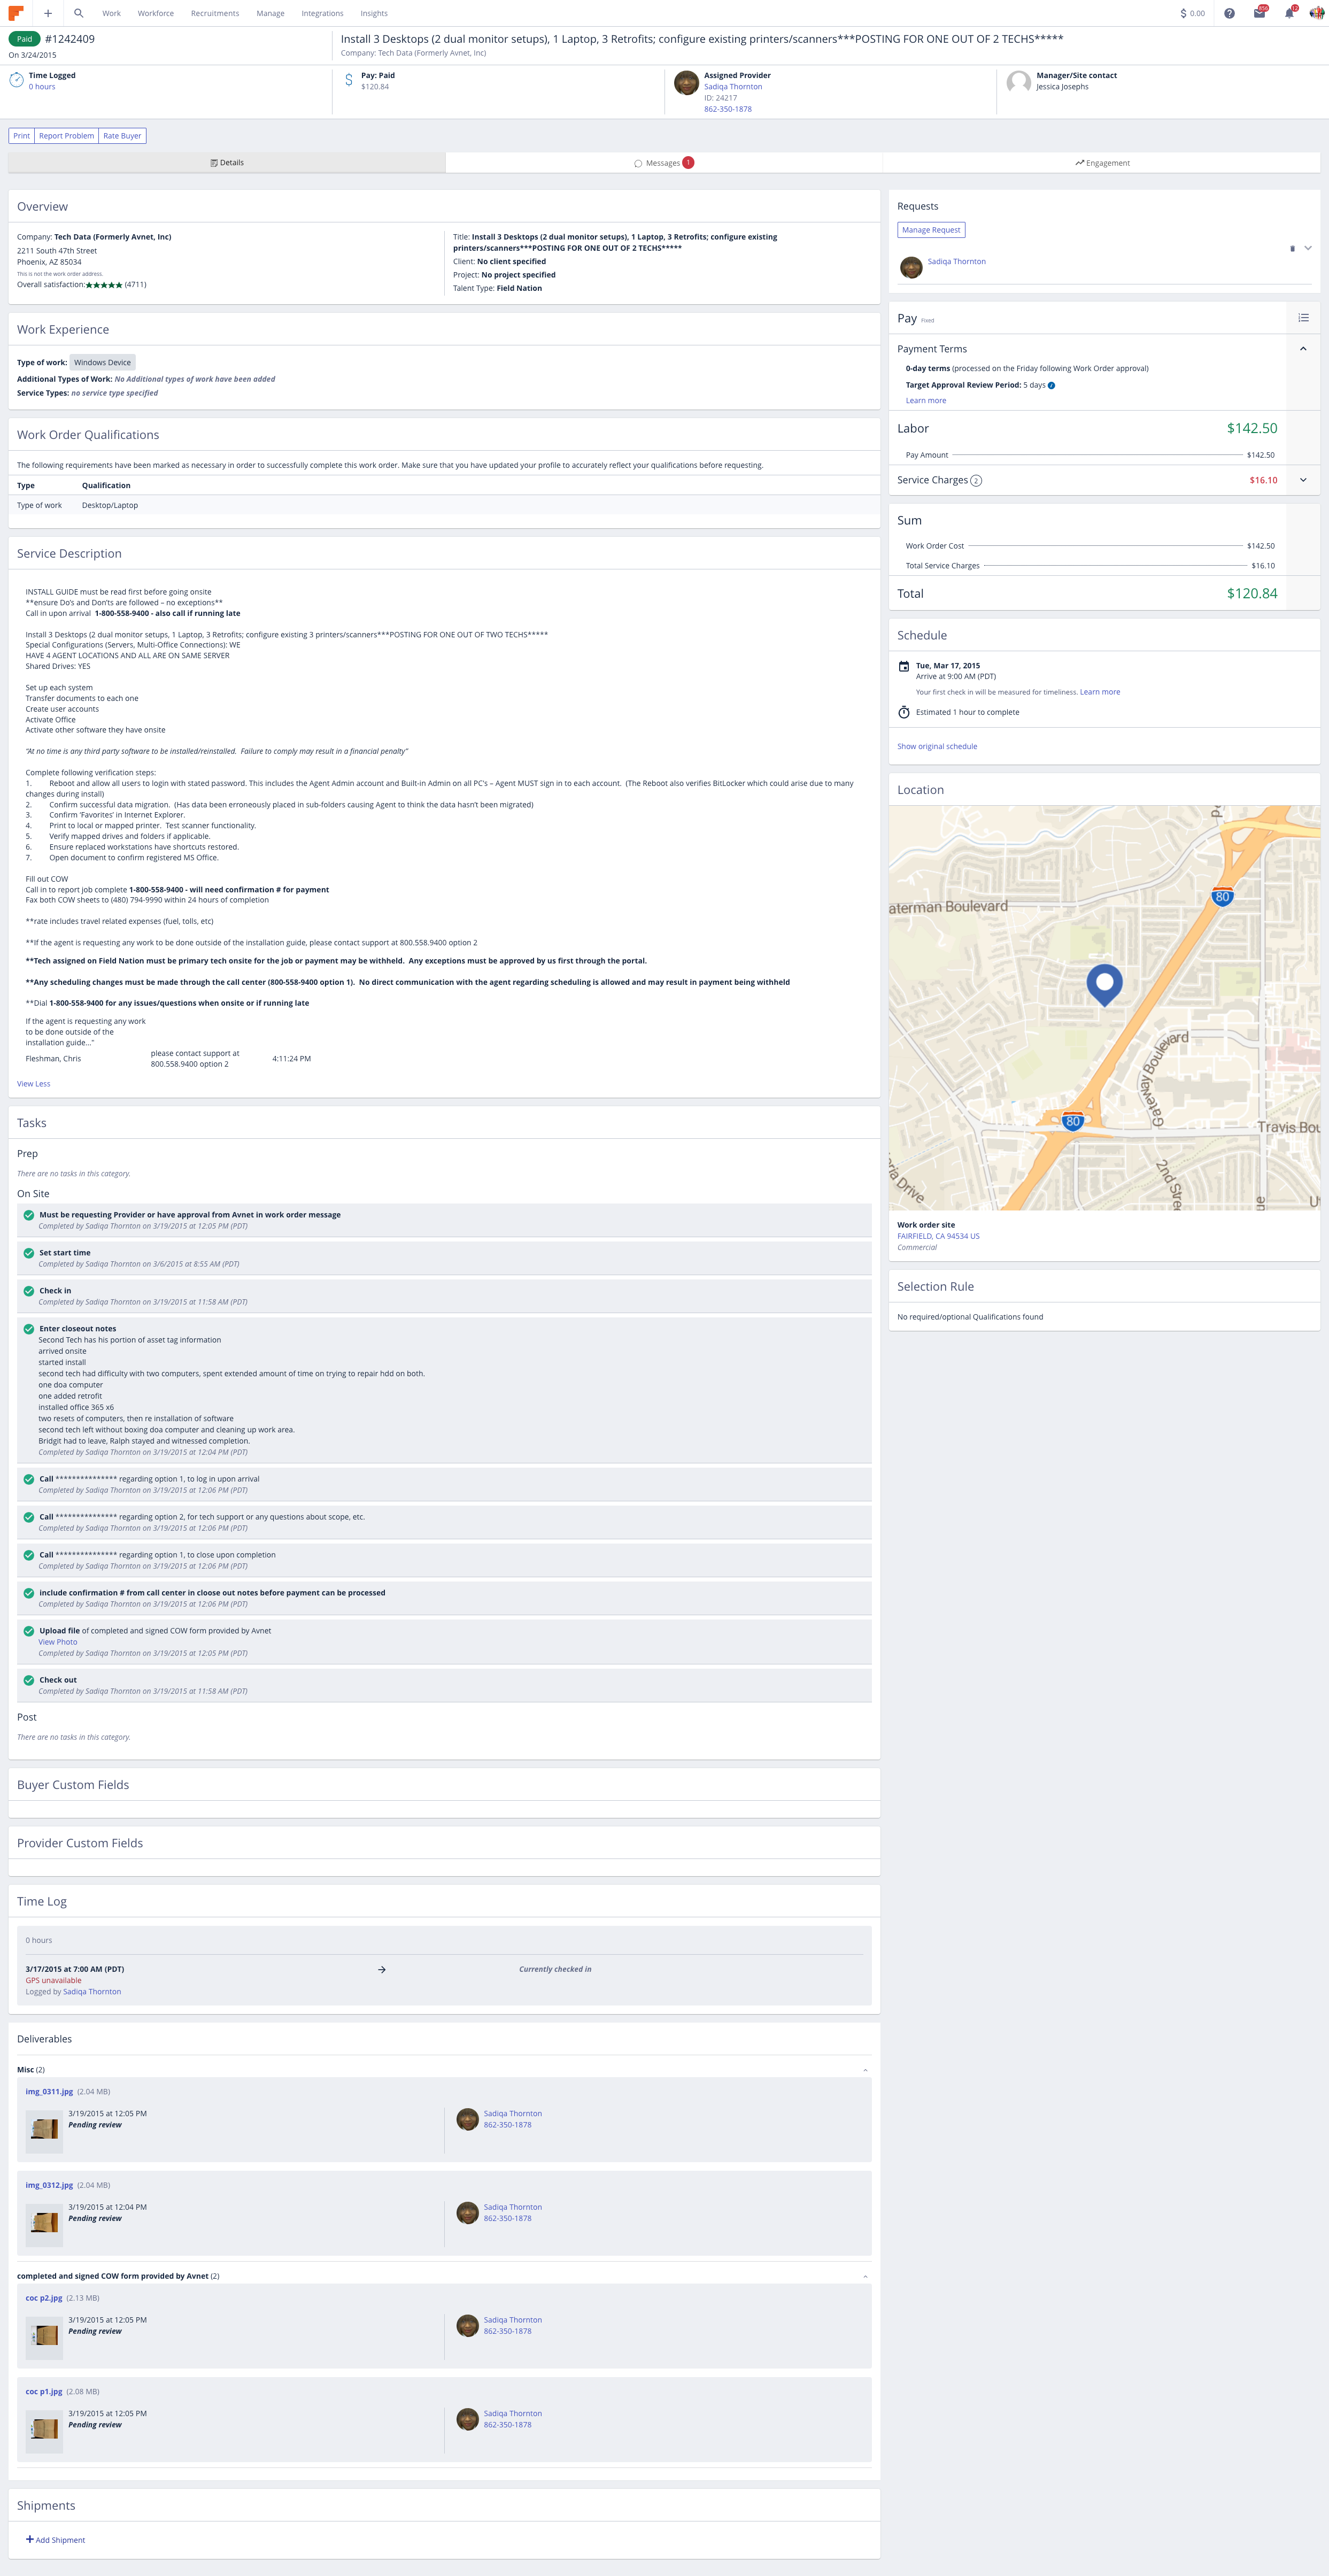 Work Workforce Recruitments Manage Integrations Insights $ 0.00
Paid #1242409
On 3/24/2015
Install 3 Desktops (2 dual monitor setups), 1 Laptop, 3 Retrofits; configure existing printers/scanners***POSTING FOR ONE OUT OF 2 TECHS*****
Company: Tech Data (Formerly Avnet, Inc)
Time Logged
0 hours
Pay: Paid
$120.84
Assigned Provider
Sadiqa Thornton
ID: 24217
862-350-1878
Manager/Site contact
Jessica Josephs
Print Report Problem Rate Buyer
Details Messages 1 Engagement
Overview
Company: Tech Data (Formerly Avnet, Inc)
2211 South 47th Street
Phoenix, AZ 85034
This is not the work order address.
Overall satisfaction:★★★★★ (4711)
Title: Install 3 Desktops (2 dual monitor setups), 1 Laptop, 3 Retrofits; configure existing
printers/scanners***POSTING FOR ONE OUT OF 2 TECHS*****
Client: No client specified
Project: No project specified
Talent Type: Field Nation
Work Experience
Type of work: Windows Device
Additional Types of Work: No Additional types of work have been added
Service Types: no service type specified
Work Order Qualifications
The following requirements have been marked as necessary in order to successfully complete this work order. Make sure that you have updated your profile to accurately reflect your qualifications before requesting.
Type Qualification
Type of work Desktop/Laptop
Service Description
INSTALL GUIDE must be read first before going onsite
**ensure Do's and Don'ts are followed – no exceptions**
Call in upon arrival 1-800-558-9400 - also call if running late
Install 3 Desktops (2 dual monitor setups, 1 Laptop, 3 Retrofits; configure existing 3 printers/scanners***POSTING FOR ONE OUT OF TWO TECHS*****
Special Configurations (Servers, Multi-Office Connections): WE
HAVE 4 AGENT LOCATIONS AND ALL ARE ON SAME SERVER
Shared Drives: YES
Set up each system
Transfer documents to each one
Create user accounts
Activate Office
Activate other software they have onsite
"At no time is any third party software to be installed/reinstalled. Failure to comply may result in a financial penalty"
Complete following verification steps:
1. Reboot and allow all users to login with stated password. This includes the Agent Admin account and Built-in Admin on all PC's – Agent MUST sign in to each account. (The Reboot also verifies BitLocker which could arise due to many
changes during install)
2. Confirm successful data migration. (Has data been erroneously placed in sub-folders causing Agent to think the data hasn't been migrated)
3. Confirm 'Favorites' in Internet Explorer.
4. Print to local or mapped printer. Test scanner functionality.
5. Verify mapped drives and folders if applicable.
6. Ensure replaced workstations have shortcuts restored.
7. Open document to confirm registered MS Office.
Fill out COW
Call in to report job complete 1-800-558-9400 - will need confirmation # for payment
Fax both COW sheets to (480) 794-9990 within 24 hours of completion
**rate includes travel related expenses (fuel, tolls, etc)
**If the agent is requesting any work to be done outside of the installation guide, please contact support at 800.558.9400 option 2
**Tech assigned on Field Nation must be primary tech onsite for the job or payment may be withheld. Any exceptions must be approved by us first through the portal.
**Any scheduling changes must be made through the call center (800-558-9400 option 1). No direct communication with the agent regarding scheduling is allowed and may result in payment being withheld
**Dial 1-800-558-9400 for any issues/questions when onsite or if running late
If the agent is requesting any work
to be done outside of the
installation guide..."
Fleshman, Chris
please contact support at
800.558.9400 option 2
4:11:24 PM
View Less
Tasks
Prep
There are no tasks in this category.
On Site
Must be requesting Provider or have approval from Avnet in work order message
Completed by Sadiqa Thornton on 3/19/2015 at 12:05 PM (PDT)
Set start time
Completed by Sadiqa Thornton on 3/6/2015 at 8:55 AM (PDT)
Check in
Completed by Sadiqa Thornton on 3/19/2015 at 11:58 AM (PDT)
Enter closeout notes
Second Tech has his portion of asset tag information
arrived onsite
started install
second tech had difficulty with two computers, spent extended amount of time on trying to repair hdd on both.
one doa computer
one added retrofit
installed office 365 x6
two resets of computers, then re installation of software
second tech left without boxing doa computer and cleaning up work area.
Bridgit had to leave, Ralph stayed and witnessed completion.
Completed by Sadiqa Thornton on 3/19/2015 at 12:04 PM (PDT)
Call *************** regarding option 1, to log in upon arrival
Completed by Sadiqa Thornton on 3/19/2015 at 12:06 PM (PDT)
Call *************** regarding option 2, for tech support or any questions about scope, etc.
Completed by Sadiqa Thornton on 3/19/2015 at 12:06 PM (PDT)
Call *************** regarding option 1, to close upon completion
Completed by Sadiqa Thornton on 3/19/2015 at 12:06 PM (PDT)
include confirmation # from call center in cloose out notes before payment can be processed
Completed by Sadiqa Thornton on 3/19/2015 at 12:06 PM (PDT)
Upload file of completed and signed COW form provided by Avnet
View Photo
Completed by Sadiqa Thornton on 3/19/2015 at 12:05 PM (PDT)
Check out
Completed by Sadiqa Thornton on 3/19/2015 at 11:58 AM (PDT)
Post
There are no tasks in this category.
Buyer Custom Fields
Provider Custom Fields
Time Log
0 hours
3/17/2015 at 7:00 AM (PDT) → Currently checked in
GPS unavailable
Logged by Sadiqa Thornton
Deliverables
Misc (2)
img_0311.jpg (2.04 MB)
3/19/2015 at 12:05 PM
Pending review
Sadiqa Thornton
862-350-1878
img_0312.jpg (2.04 MB)
3/19/2015 at 12:04 PM
Pending review
Sadiqa Thornton
862-350-1878
completed and signed COW form provided by Avnet (2)
coc p2.jpg (2.13 MB)
3/19/2015 at 12:05 PM
Pending review
Sadiqa Thornton
862-350-1878
coc p1.jpg (2.08 MB)
3/19/2015 at 12:05 PM
Pending review
Sadiqa Thornton
862-350-1878
Shipments
Add Shipment
Requests
Manage Request
Sadiqa Thornton
Pay Fixed
Payment Terms
0-day terms (processed on the Friday following Work Order approval)
Target Approval Review Period: 5 days
Learn more
Labor $142.50
Pay Amount $142.50
Service Charges 2 $16.10
Sum
Work Order Cost $142.50
Total Service Charges $16.10
Total $120.84
Schedule
Tue, Mar 17, 2015
Arrive at 9:00 AM (PDT)
Your first check in will be measured for timeliness. Learn more
Estimated 1 hour to complete
Show original schedule
Location
80
aterman Boulevard
Gateway Boulevard
80
Travis Bou
2nd Stre
ria Drive
Work order site
FAIRFIELD, CA 94534 US
Commercial
Selection Rule
No required/optional Qualifications found